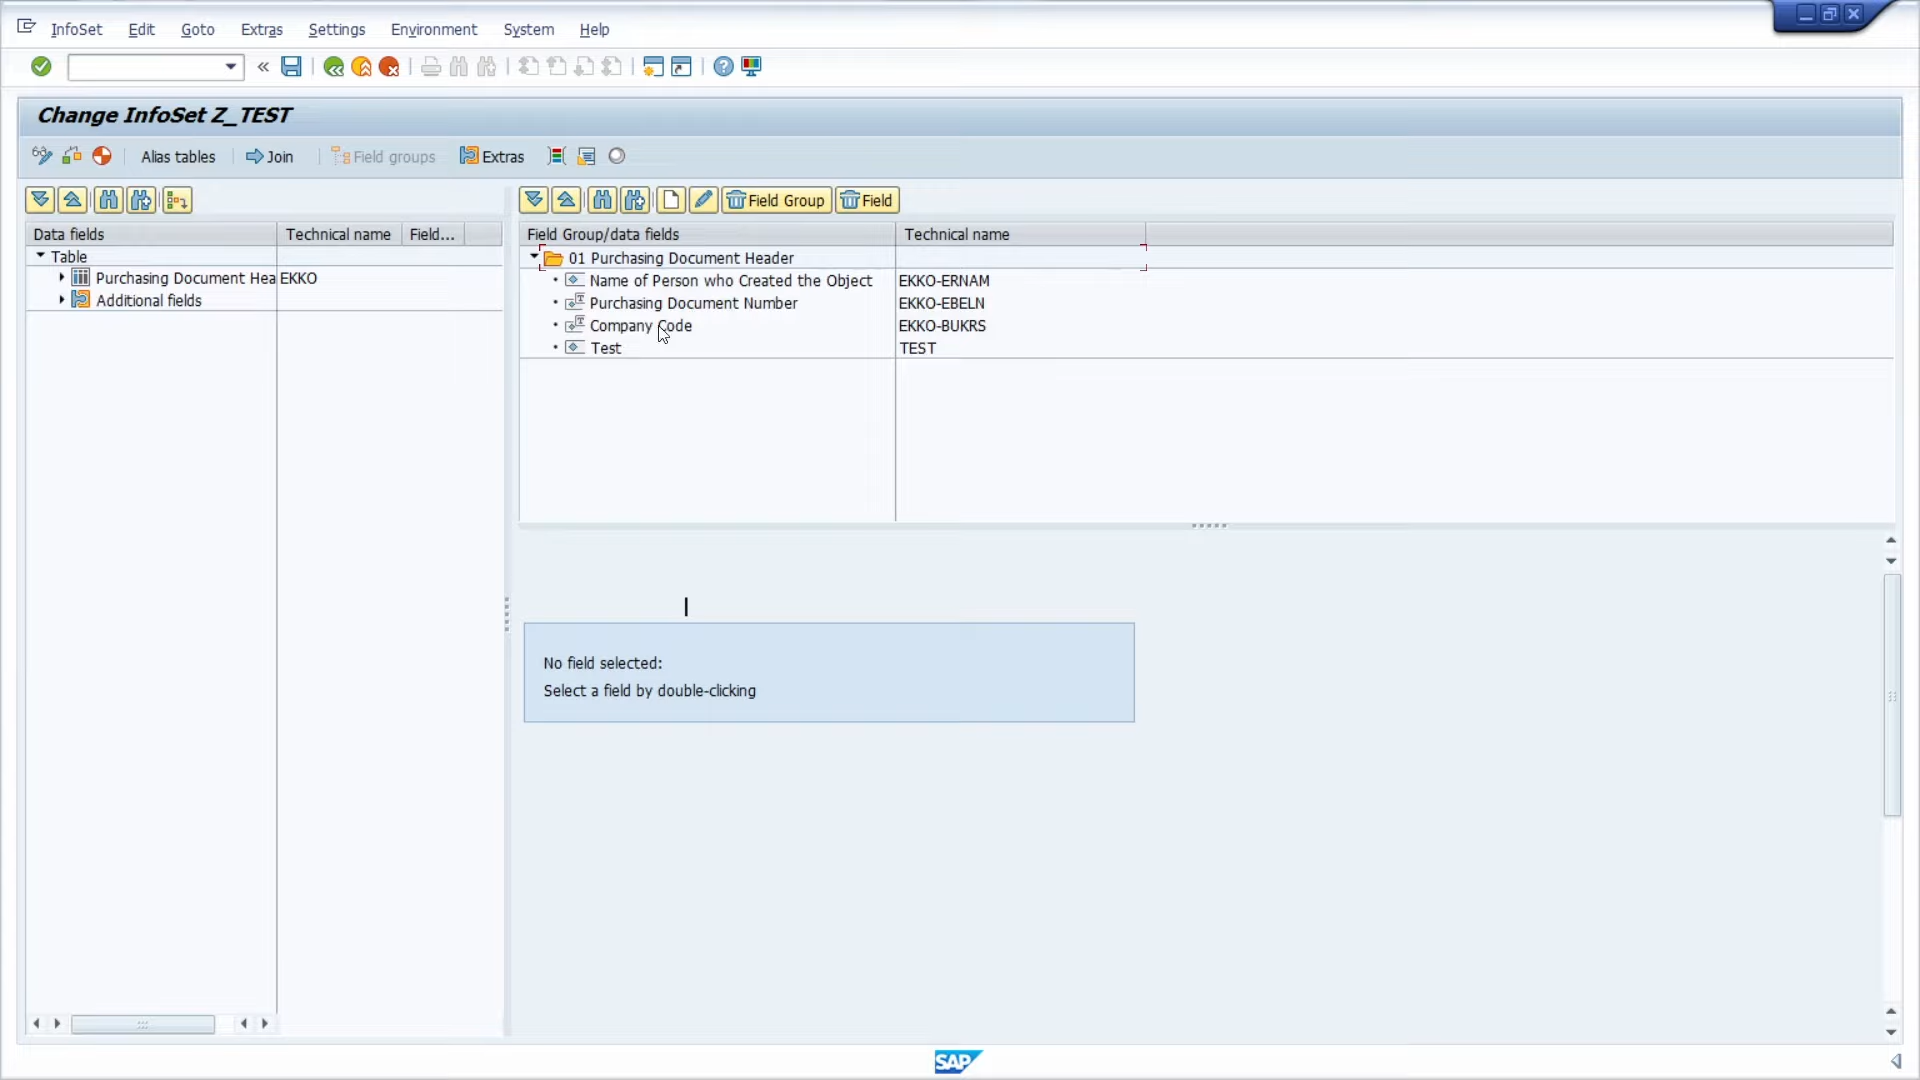 InfoSet Edit Goto Extras Settings Environment System Help
Change InfoSet Z_TEST
Alias tables Join Field groups Extras
Field Group Field
Data fields Technical name Field...
Table
Purchasing Document Hea EKKO
Additional fields
Field Group/data fields Technical name
01 Purchasing Document Header
Name of Person who Created the Object EKKO-ERNAM
Purchasing Document Number EKKO-EBELN
Company Code EKKO-BUKRS
Test TEST
No field selected:
Select a field by double-clicking
SAP